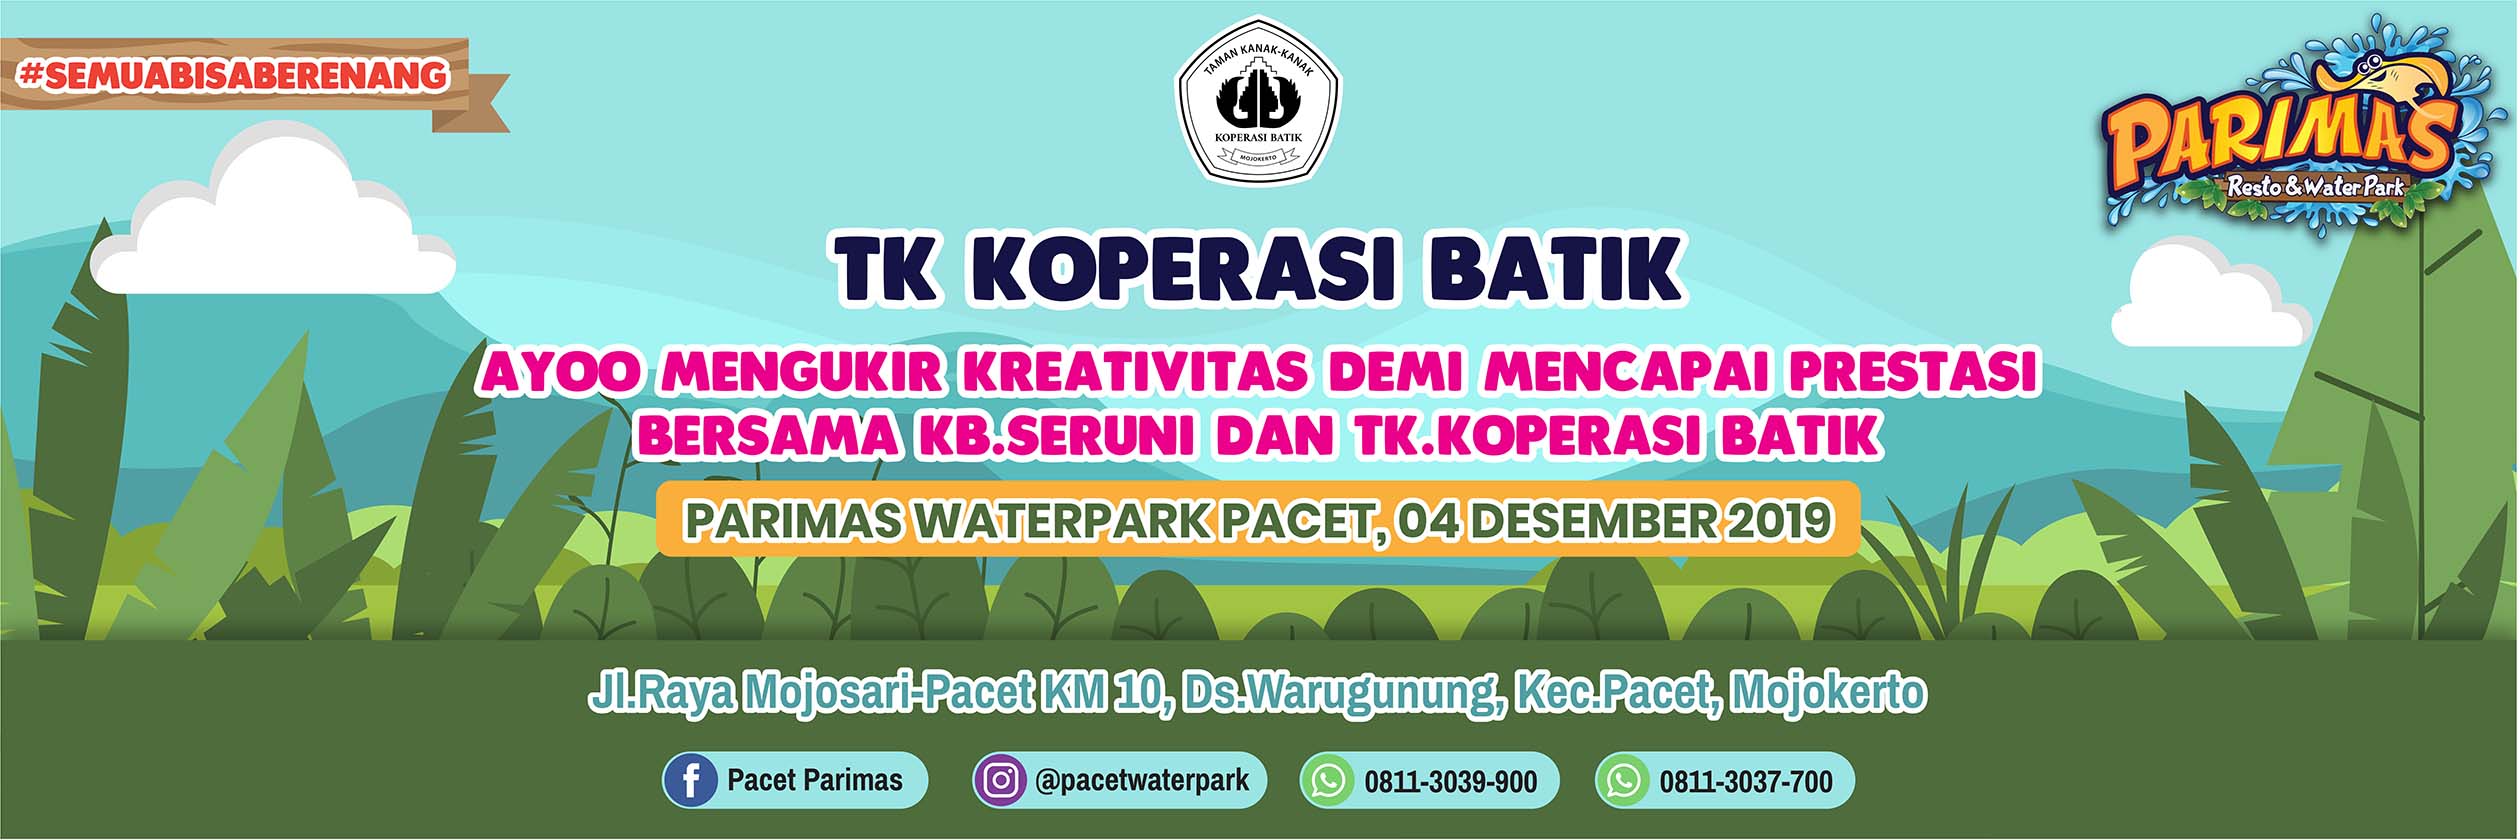 #SEMUABISABERENANG
TAMAN KANAK-KANAK
KOPERASI BATIK
MOJOKERTO
PARIMAS
Resto & Water Park
TK KOPERASI BATIK
AYOO MENGUKIR KREATIVITAS DEMI MENCAPAI PRESTASI
BERSAMA KB.SERUNI DAN TK.KOPERASI BATIK
PARIMAS WATERPARK PACET, 04 DESEMBER 2019
Jl.Raya Mojosari-Pacet KM 10, Ds.Warugunung, Kec.Pacet, Mojokerto
Pacet Parimas
@pacetwaterpark
0811-3039-900
0811-3037-700